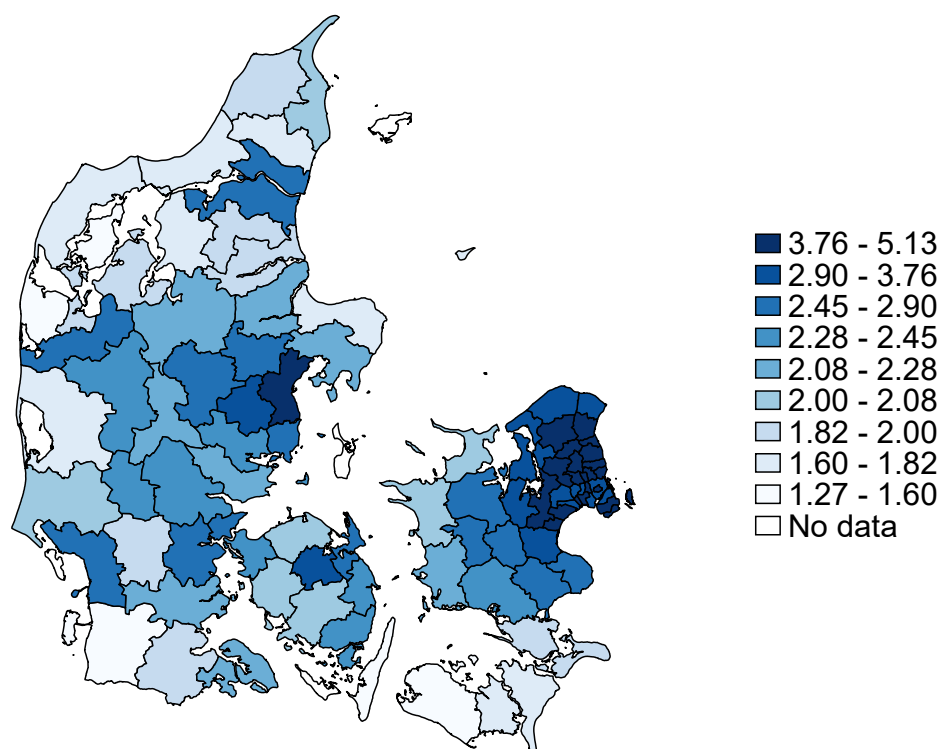 3.76 - 5.13
2.90 - 3.76
2.45 - 2.90
2.28 - 2.45
2.08 - 2.28
2.00 - 2.08
1.82 - 2.00
1.60 - 1.82
1.27 - 1.60
No data